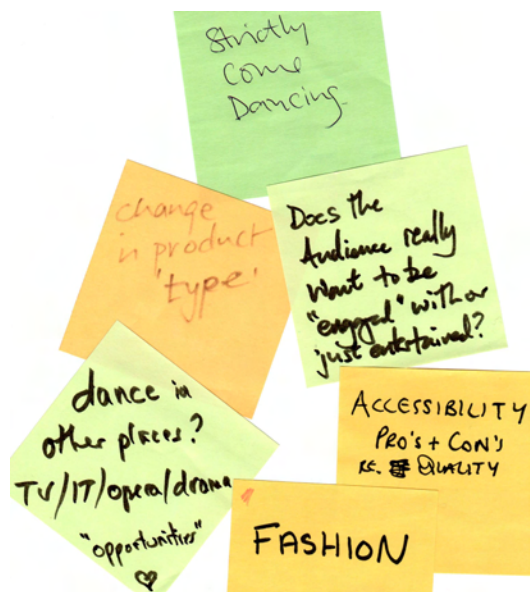 Strictly
Come
Dancing
change
in product
'type'
Does the
Audience really
want to be
"engaged" with or
just entertained?
dance in
other places?
TV/IT/opera/drama
"opportunities"
ACCESSIBILITY
PRO'S + CON'S
RE. QUALITY
FASHION